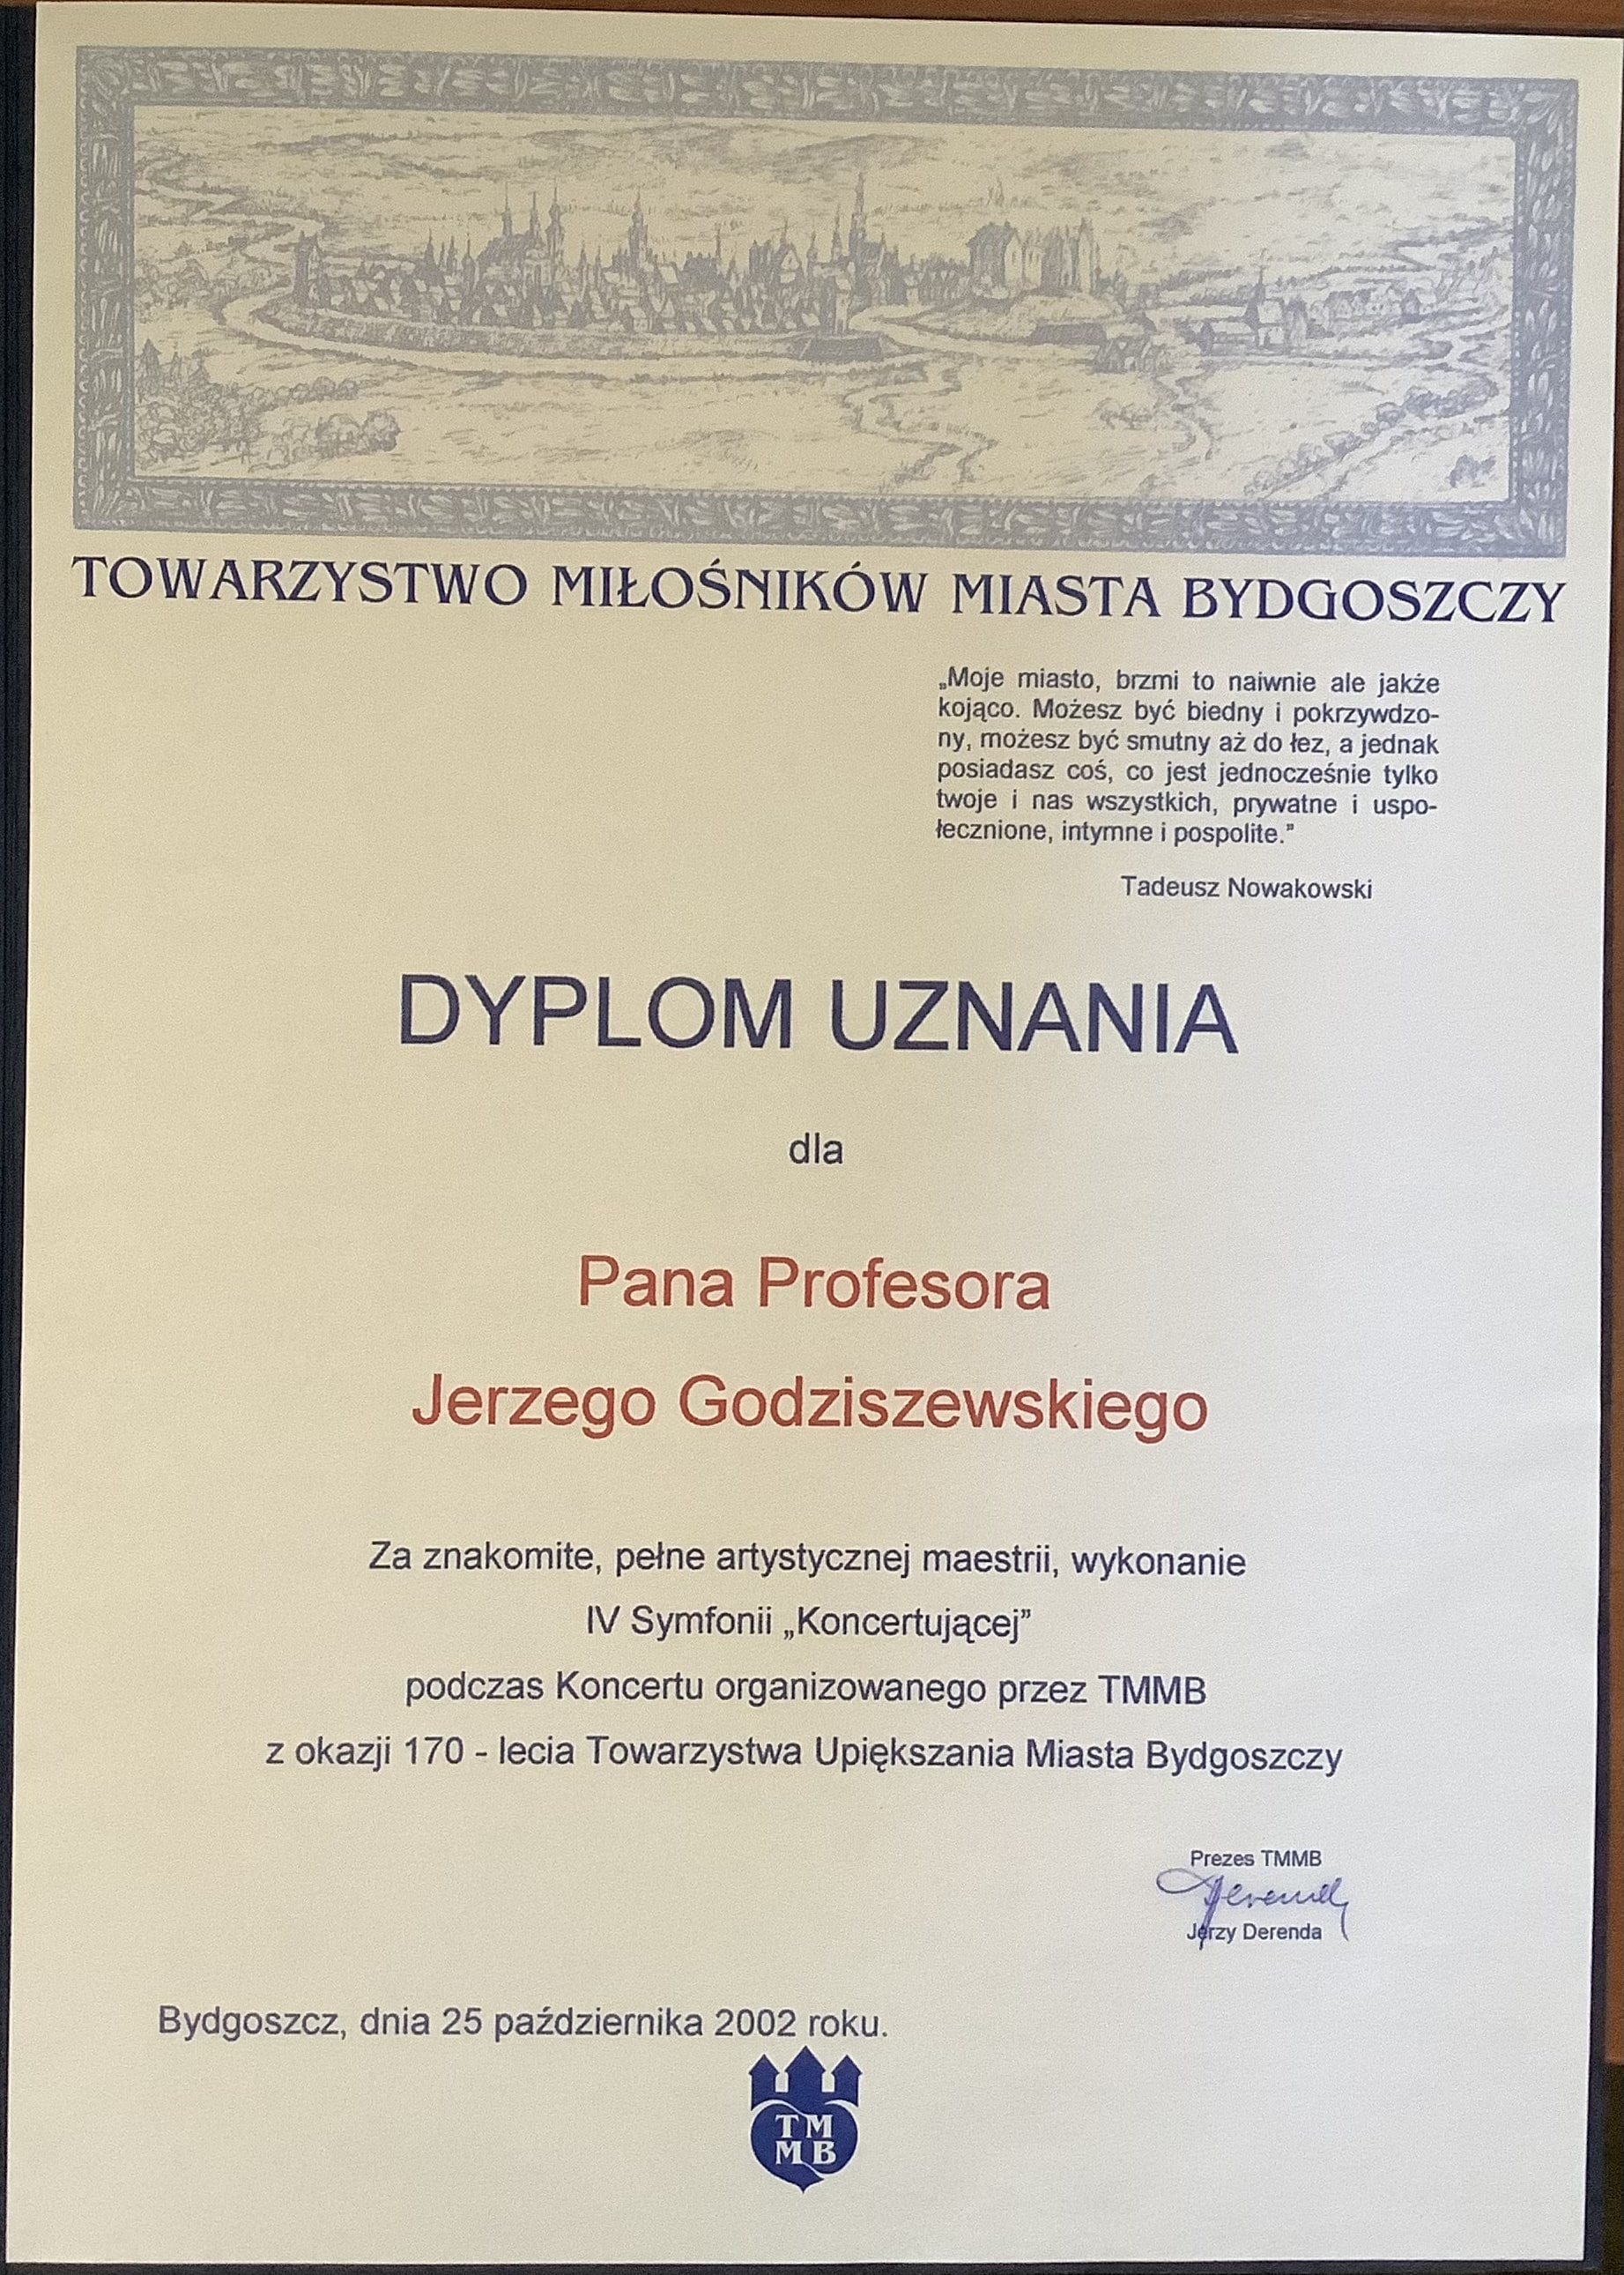 TOWARZYSTWO MIŁOŚNIKÓW MIASTA BYDGOSZCZY
„Moje miasto, brzmi to naiwnie ale jakże
kojąco. Możesz być biedny i pokrzywdzo-
ny, możesz być smutny aż do łez, a jednak
posiadasz coś, co jest jednocześnie tylko
twoje i nas wszystkich, prywatne i uspo-
łecznione, intymne i pospolite.”
Tadeusz Nowakowski
DYPLOM UZNANIA
dla
Pana Profesora
Jerzego Godziszewskiego
Za znakomite, pełne artystycznej maestrii, wykonanie
IV Symfonii „Koncertującej”
podczas Koncertu organizowanego przez TMMB
z okazji 170 - lecia Towarzystwa Upiększania Miasta Bydgoszczy
Prezes TMMB
Derenda
Jerzy Derenda
Bydgoszcz, dnia 25 października 2002 roku.
TM
MB